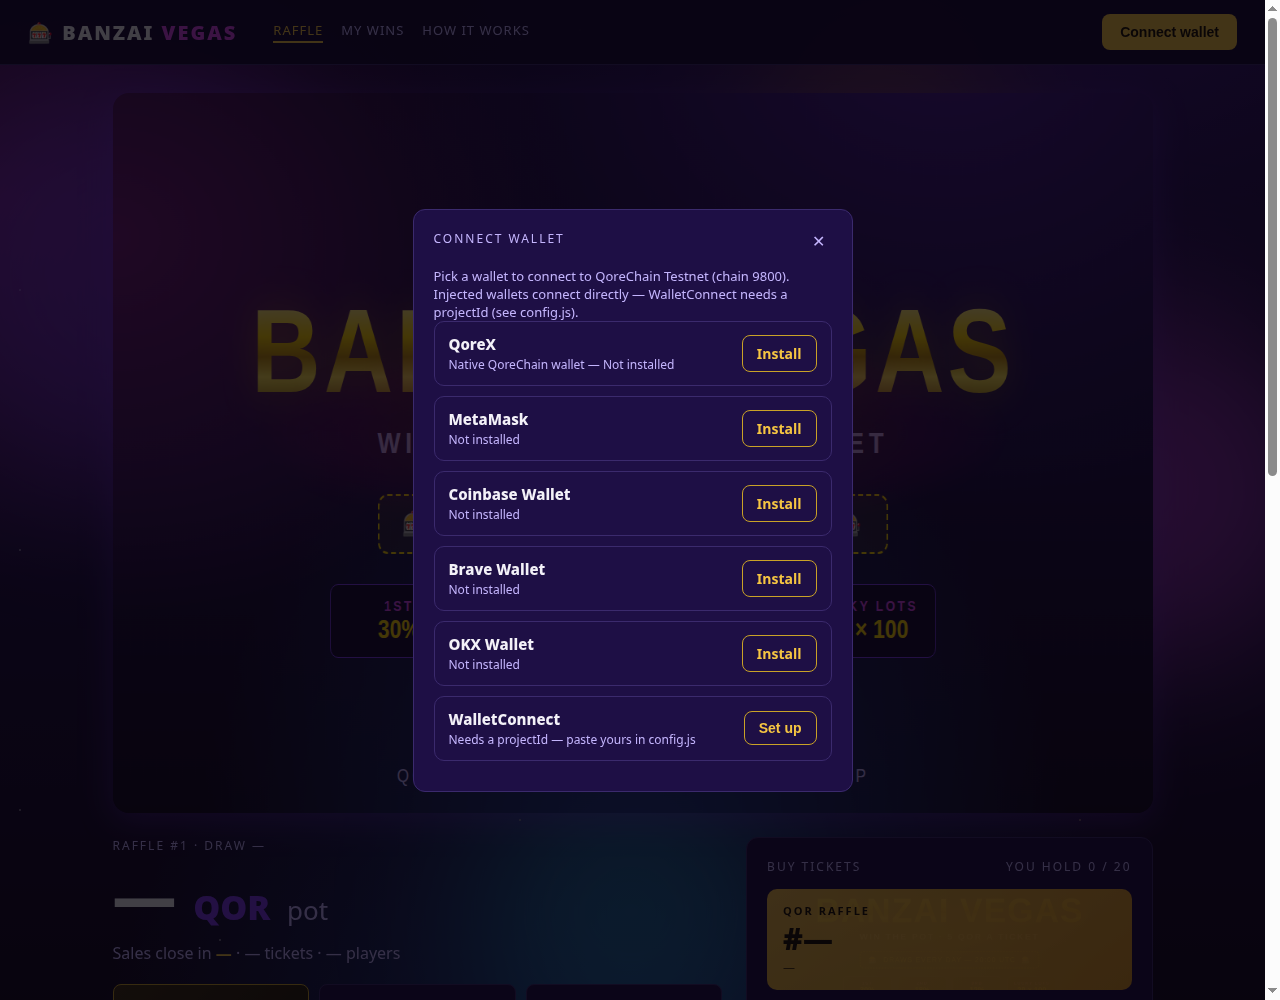 BANZAI VEGAS
RAFFLE
MY WINS
HOW IT WORKS
Connect wallet
CONNECT WALLET
×
Pick a wallet to connect to QoreChain Testnet (chain 9800).
Injected wallets connect directly — WalletConnect needs a
projectId (see config.js).
QoreX
Native QoreChain wallet — Not installed
Install
MetaMask
Not installed
Install
Coinbase Wallet
Not installed
Install
Brave Wallet
Not installed
Install
OKX Wallet
Not installed
Install
WalletConnect
Needs a projectId — paste yours in config.js
Set up
1ST
30%
× 100
RAFFLE #1 · DRAW —
— QOR pot
Sales close in — · — tickets · — players
BUY TICKETS
YOU HOLD 0 / 20
QOR RAFFLE
#—
—